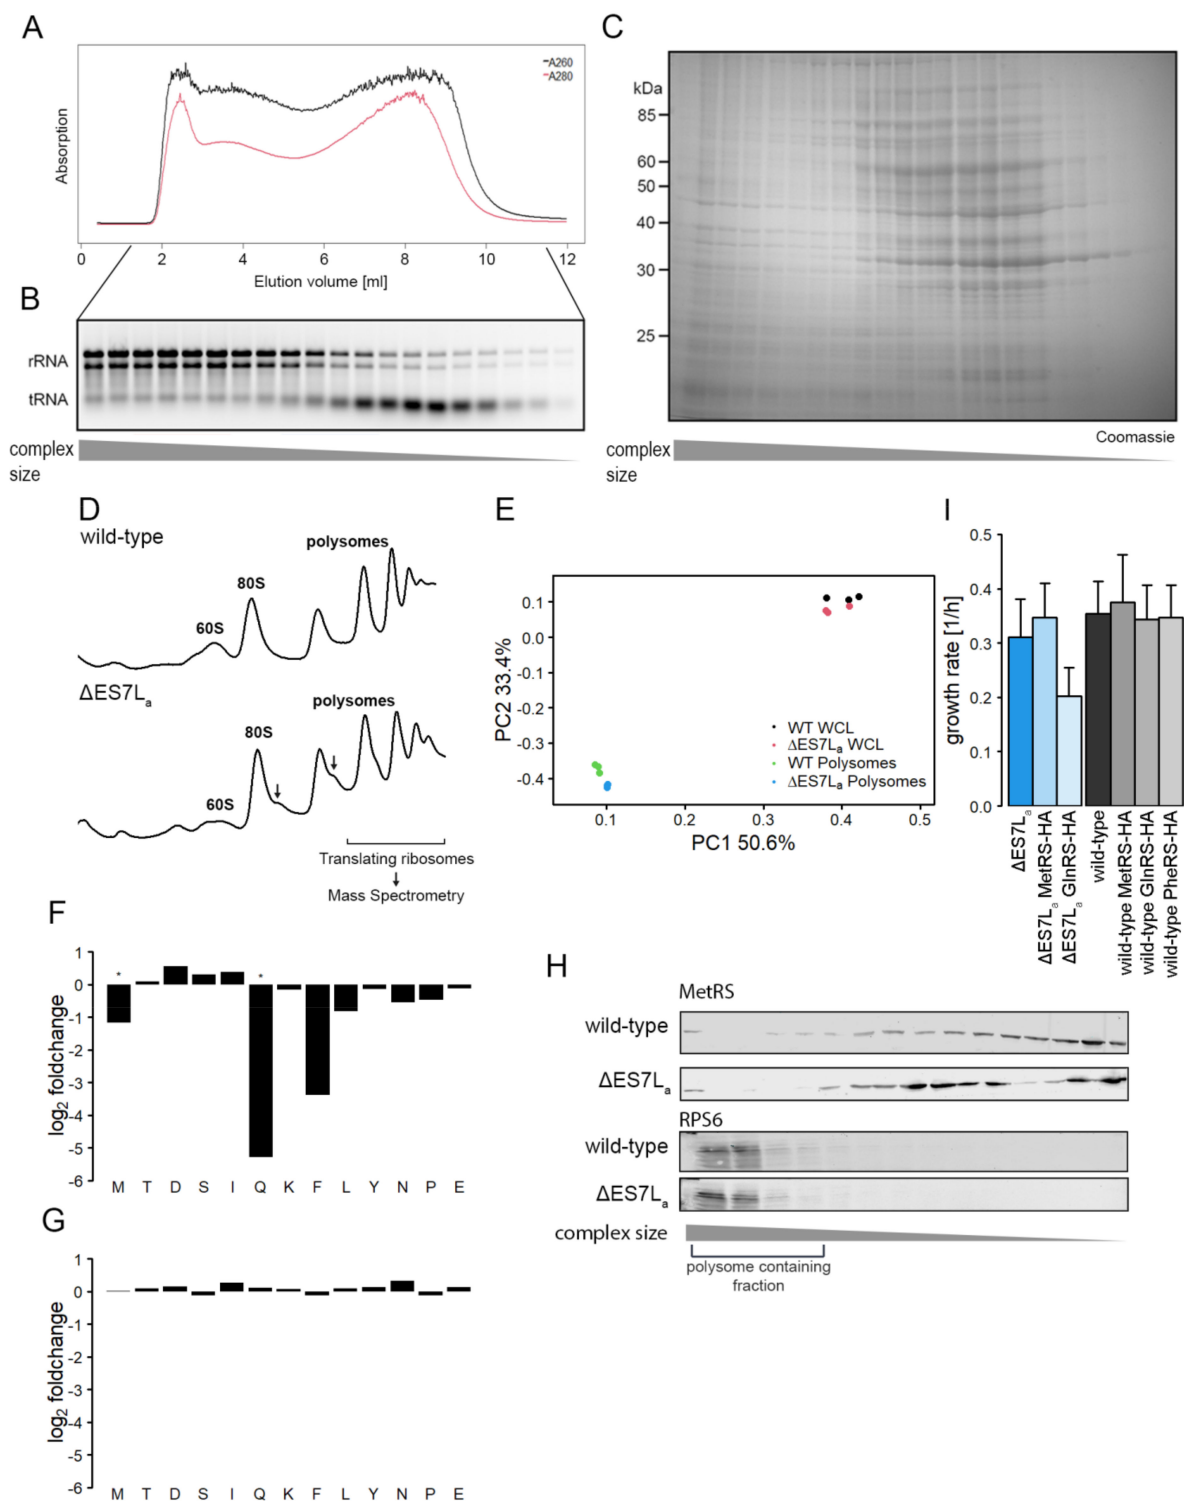 A
A260
A280
Absorption
0 2 4 6 8 10 12
Elution volume [ml]
B
rRNA
tRNA
complex
size
C
kDa
85
60
50
40
30
25
Coomassie
complex
size
D
wild-type
polysomes
80S
60S
ΔES7Lₐ
polysomes
80S
60S
Translating ribosomes
Mass Spectrometry
E
PC2 33.4%
0.1
0.0
-0.1
-0.2
-0.3
-0.4
WT WCL
ΔES7Lₐ WCL
WT Polysomes
ΔES7Lₐ Polysomes
0.1 0.2 0.3 0.4 0.5
PC1 50.6%
I
growth rate [1/h]
0.5
0.4
0.3
0.2
0.1
0.0
ΔES7Lₐ
ΔES7Lₐ MetRS-HA
ΔES7Lₐ GlnRS-HA
wild-type
wild-type MetRS-HA
wild-type GlnRS-HA
wild-type PheRS-HA
F
log₂ foldchange
1
0
-1
-2
-3
-4
-5
-6
* *
M T D S I Q K F L Y N P E
G
log₂ foldchange
1
0
-1
-2
-3
-4
-5
-6
M T D S I Q K F L Y N P E
H
MetRS
wild-type
ΔES7Lₐ
RPS6
wild-type
ΔES7Lₐ
complex size
polysome containing
fraction